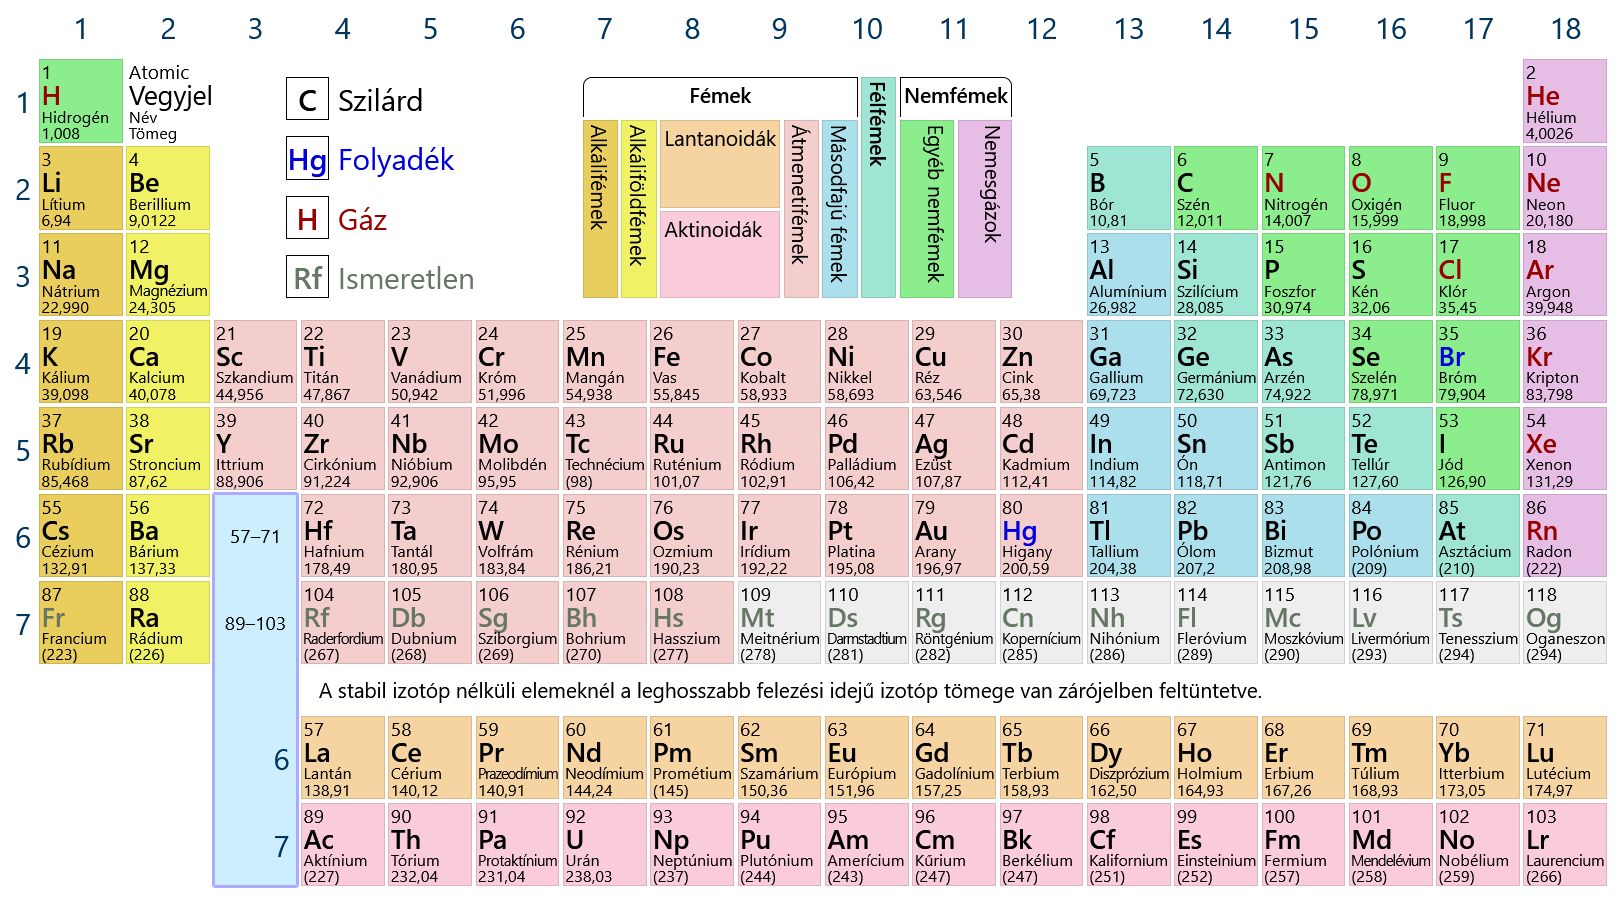 1 2 3 4 5 6 7 8 9 10 11 12 13 14 15 16 17 18
1
1
H
Hidrogén
1,008
Atomic
Vegyjel
Név
Tömeg
C Szilárd
Hg Folyadék
H Gáz
Rf Ismeretlen
Fémek
Félfémek
Nemfémek
Alkálifémek
Alkáliföldfémek
Lantanoidák
Aktinoidák
Átmenetifémek
Másodfajú fémek
Egyéb nemfémek
Nemesgázok
2
He
Hélium
4,0026
2
3 4 5 6 7 8 9 10
Li Be B C N O F Ne
Lítium Berillium Bór Szén Nitrogén Oxigén Fluor Neon
6,94 9,0122 10,81 12,011 14,007 15,999 18,998 20,180
3
11 12 13 14 15 16 17 18
Na Mg Al Si P S Cl Ar
Nátrium Magnézium Alumínium Szilícium Foszfor Kén Klór Argon
22,990 24,305 26,982 28,085 30,974 32,06 35,45 39,948
4
19 20 21 22 23 24 25 26 27 28 29 30 31 32 33 34 35 36
K Ca Sc Ti V Cr Mn Fe Co Ni Cu Zn Ga Ge As Se Br Kr
Kálium Kalcium Szkandium Titán Vanádium Króm Mangán Vas Kobalt Nikkel Réz Cink Gallium Germánium Arzén Szelén Bróm Kripton
39,098 40,078 44,956 47,867 50,942 51,996 54,938 55,845 58,933 58,693 63,546 65,38 69,723 72,630 74,922 78,971 79,904 83,798
5
37 38 39 40 41 42 43 44 45 46 47 48 49 50 51 52 53 54
Rb Sr Y Zr Nb Mo Tc Ru Rh Pd Ag Cd In Sn Sb Te I Xe
Rubídium Stroncium Ittrium Cirkónium Nióbium Molibdén Technécium Ruténium Ródium Palládium Ezüst Kadmium Indium Ón Antimon Tellúr Jód Xenon
85,468 87,62 88,906 91,224 92,906 95,95 (98) 101,07 102,91 106,42 107,87 112,41 114,82 118,71 121,76 127,60 126,90 131,29
6
55 56 57–71 72 73 74 75 76 77 78 79 80 81 82 83 84 85 86
Cs Ba Hf Ta W Re Os Ir Pt Au Hg Tl Pb Bi Po At Rn
Cézium Bárium Hafnium Tantál Volfrám Rénium Ozmium Irídium Platina Arany Higany Tallium Ólom Bizmut Polónium Asztácium Radon
132,91 137,33 178,49 180,95 183,84 186,21 190,23 192,22 195,08 196,97 200,59 204,38 207,2 208,98 (209) (210) (222)
7
87 88 89–103 104 105 106 107 108 109 110 111 112 113 114 115 116 117 118
Fr Ra Rf Db Sg Bh Hs Mt Ds Rg Cn Nh Fl Mc Lv Ts Og
Francium Rádium Raderfordium Dubnium Sziborgium Bohrium Hasszium Meitnérium Darmstadtium Röntgénium Kopernícium Nihónium Fleróvium Moszkóvium Livermórium Tenesszium Oganeszon
(223) (226) (267) (268) (269) (270) (277) (278) (281) (282) (285) (286) (289) (290) (293) (294) (294)
A stabil izotóp nélküli elemeknél a leghosszabb felezési idejű izotóp tömege van zárójelben feltüntetve.
6
57 58 59 60 61 62 63 64 65 66 67 68 69 70 71
La Ce Pr Nd Pm Sm Eu Gd Tb Dy Ho Er Tm Yb Lu
Lantán Cérium Prazeodímium Neodímium Prométium Szamárium Európium Gadolínium Terbium Diszprózium Holmium Erbium Túlium Itterbium Lutécium
138,91 140,12 140,91 144,24 (145) 150,36 151,96 157,25 158,93 162,50 164,93 167,26 168,93 173,05 174,97
7
89 90 91 92 93 94 95 96 97 98 99 100 101 102 103
Ac Th Pa U Np Pu Am Cm Bk Cf Es Fm Md No Lr
Aktínium Tórium Protaktínium Urán Neptúnium Plutónium Amerícium Kűrium Berkélium Kalifornium Einsteinium Fermium Mendelévium Nobélium Laurencium
(227) 232,04 231,04 238,03 (237) (244) (243) (247) (247) (251) (252) (257) (258) (259) (266)